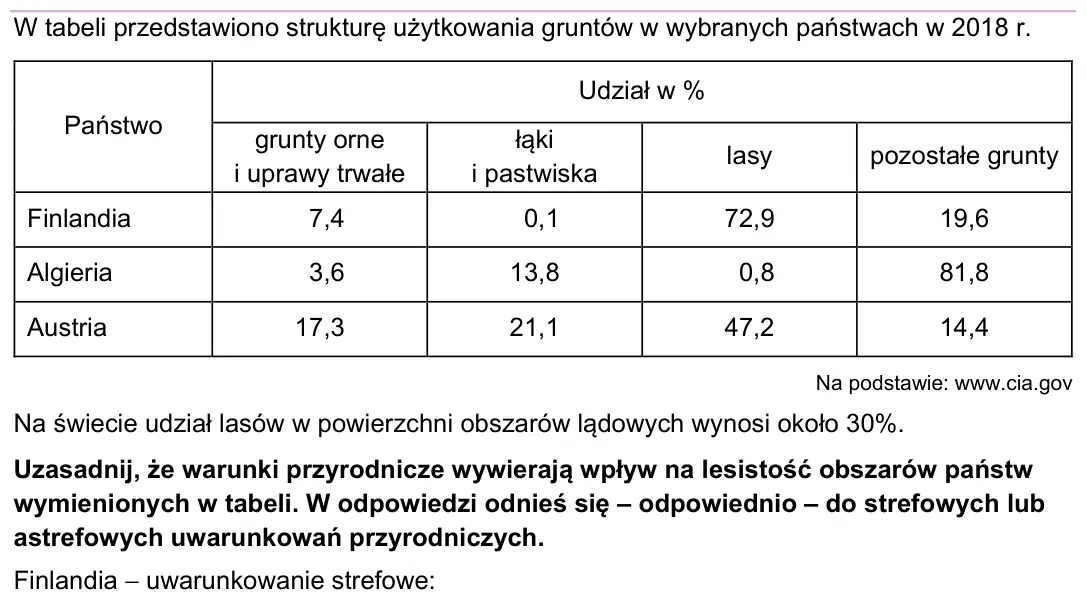 W tabeli przedstawiono strukturę użytkowania gruntów w wybranych państwach w 2018 r.
Państwo
Udział w %
grunty orne
i uprawy trwałe
łąki
i pastwiska
lasy
pozostałe grunty
Finlandia 7,4 0,1 72,9 19,6
Algieria 3,6 13,8 0,8 81,8
Austria 17,3 21,1 47,2 14,4
Na podstawie: www.cia.gov
Na świecie udział lasów w powierzchni obszarów lądowych wynosi około 30%.
Uzasadnij, że warunki przyrodnicze wywierają wpływ na lesistość obszarów państw
wymienionych w tabeli. W odpowiedzi odnieś się – odpowiednio – do strefowych lub
astrefowych uwarunkowań przyrodniczych.
Finlandia – uwarunkowanie strefowe: